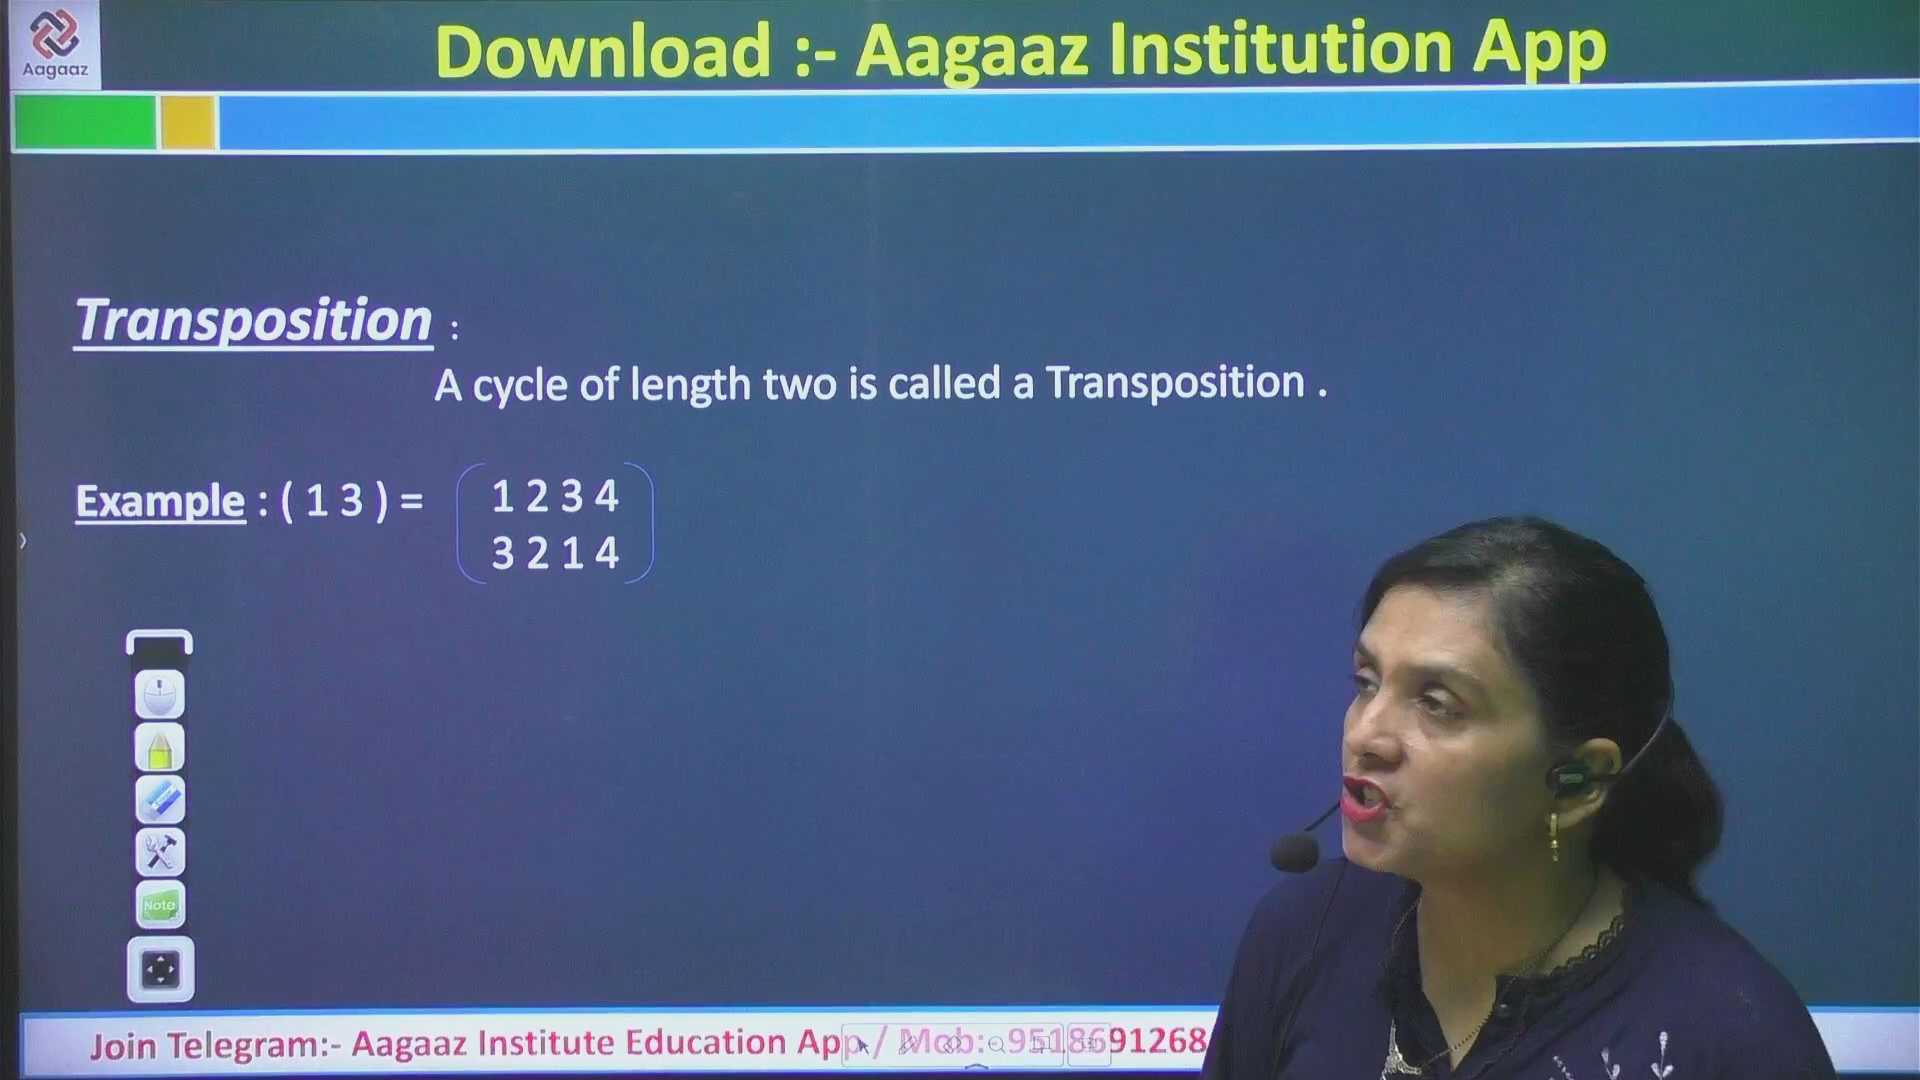 Aagaaz
Download :- Aagaaz Institution App
Transposition :
A cycle of length two is called a Transposition .
Example : ( 1 3 ) =
1 2 3 4
3 2 1 4
Note
Join Telegram:- Aagaaz Institute Education App / Mob:-9518691268